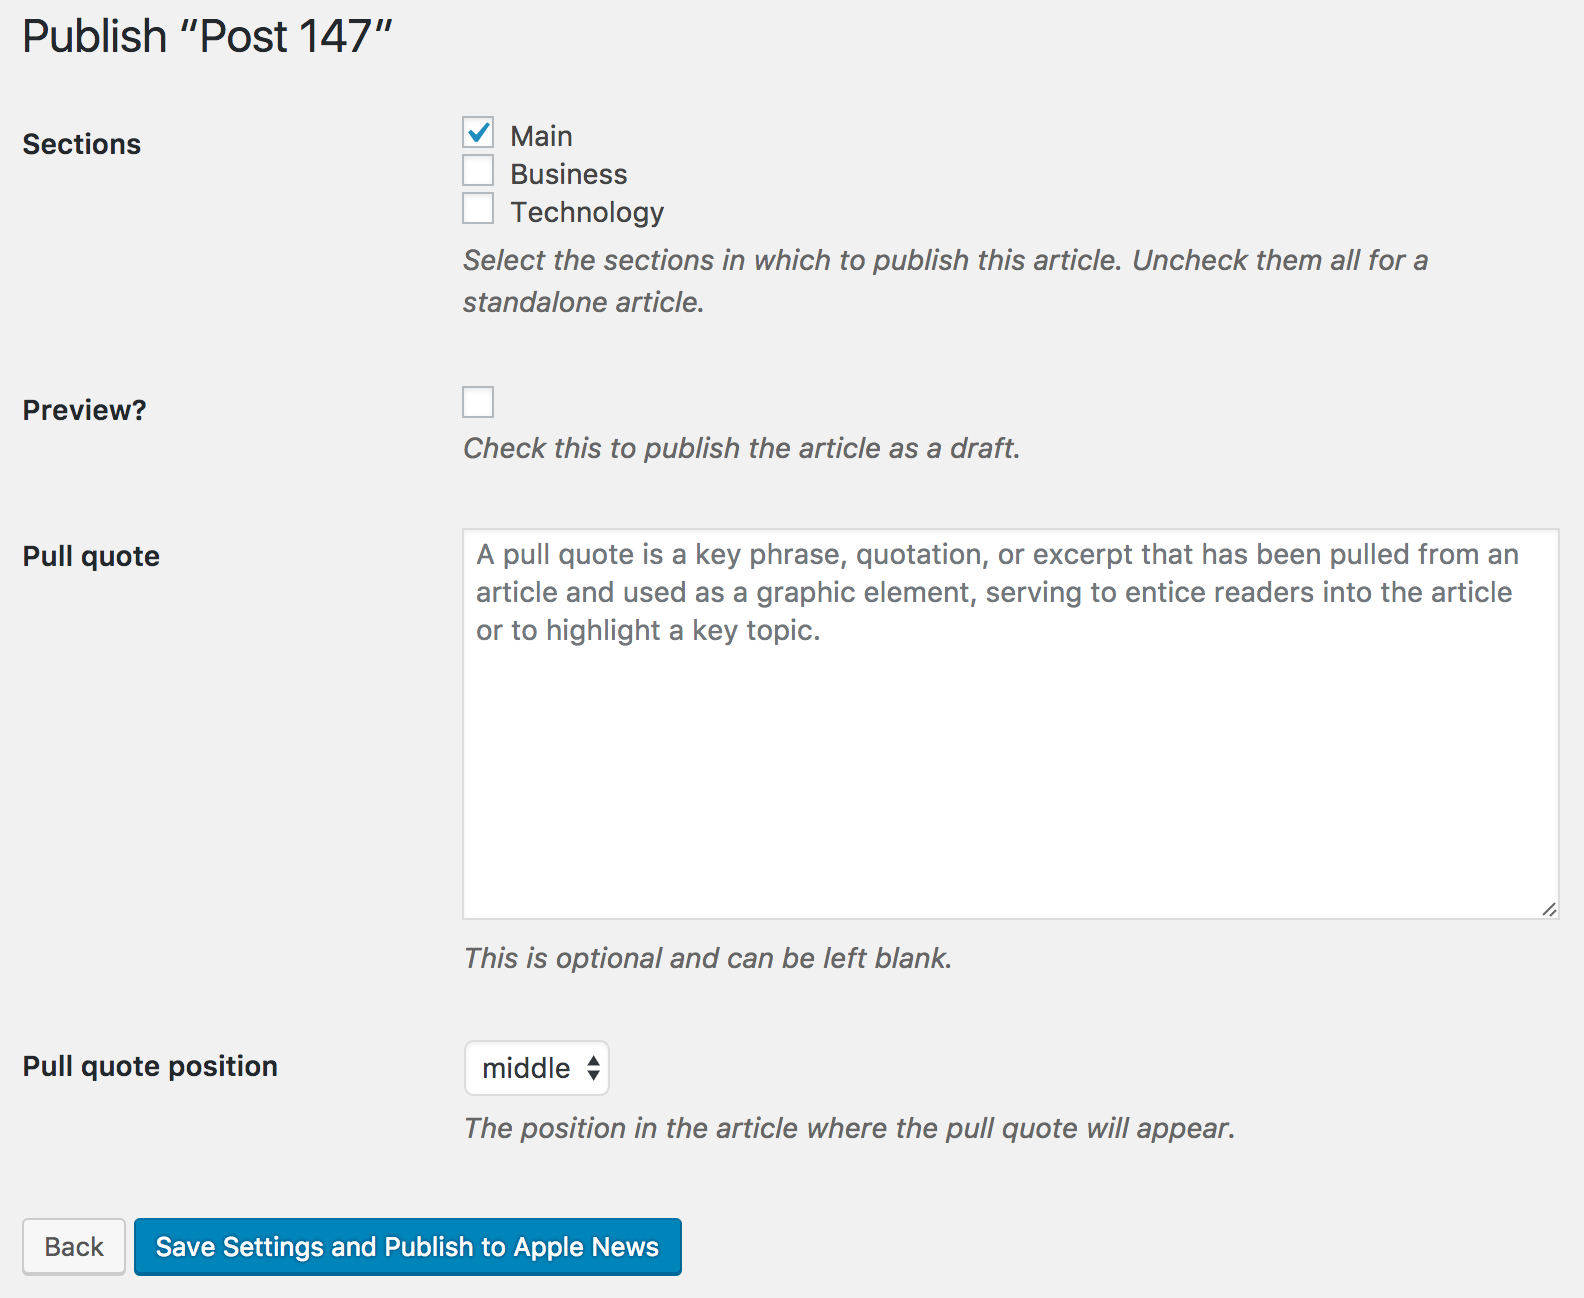 Publish “Post 147”
Sections
Main
Business
Technology
Select the sections in which to publish this article. Uncheck them all for a
standalone article.
Preview?
Check this to publish the article as a draft.
Pull quote
A pull quote is a key phrase, quotation, or excerpt that has been pulled from an
article and used as a graphic element, serving to entice readers into the article
or to highlight a key topic.
This is optional and can be left blank.
Pull quote position
middle
The position in the article where the pull quote will appear.
Back
Save Settings and Publish to Apple News